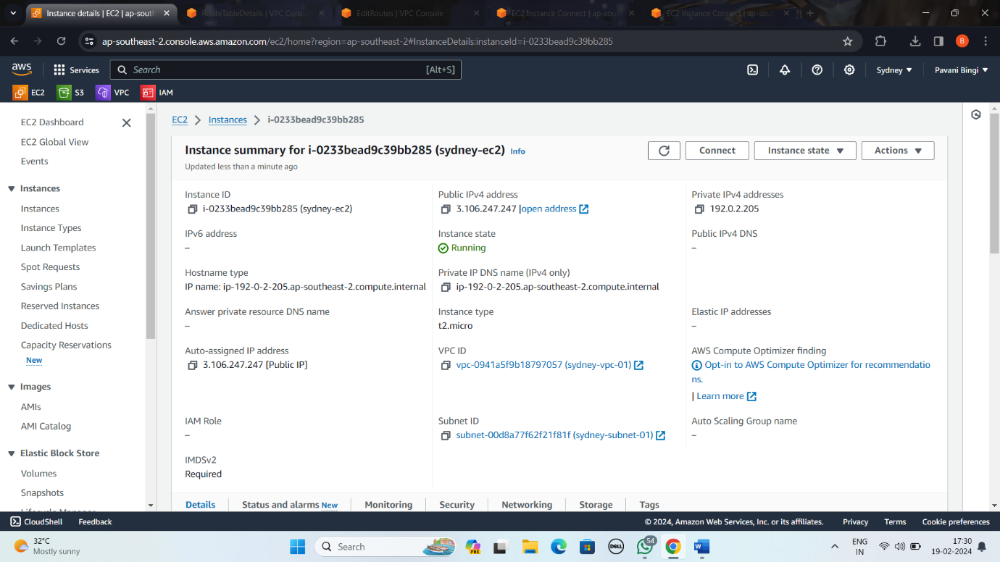 Instance details | EC2 | ap-sout
RouteTableDetails | VPC Conso
EditRoutes | VPC Console
EC2 Instance Connect | ap-sou
EC2 Instance Connect | ap-sout
ap-southeast-2.console.aws.amazon.com/ec2/home?region=ap-southeast-2#InstanceDetails:instanceId=i-0233bead9c39bb285
B
aws
Services
Search
[Alt+S]
Sydney
Pavani Bingi
EC2
S3
VPC
IAM
EC2 Dashboard
EC2 Global View
Events
Instances
Instances
Instance Types
Launch Templates
Spot Requests
Savings Plans
Reserved Instances
Dedicated Hosts
Capacity Reservations
New
Images
AMIs
AMI Catalog
Elastic Block Store
Volumes
Snapshots
Lifecycle Manager
EC2
Instances
i-0233bead9c39bb285
Instance summary for i-0233bead9c39bb285 (sydney-ec2) Info
Updated less than a minute ago
Connect
Instance state
Actions
Instance ID
i-0233bead9c39bb285 (sydney-ec2)
Public IPv4 address
3.106.247.247 |open address
Private IPv4 addresses
192.0.2.205
IPv6 address
–
Instance state
Running
Public IPv4 DNS
–
Hostname type
IP name: ip-192-0-2-205.ap-southeast-2.compute.internal
Private IP DNS name (IPv4 only)
ip-192-0-2-205.ap-southeast-2.compute.internal
Answer private resource DNS name
–
Instance type
t2.micro
Elastic IP addresses
–
Auto-assigned IP address
3.106.247.247 [Public IP]
VPC ID
vpc-0941a5f9b18797057 (sydney-vpc-01)
AWS Compute Optimizer finding
Opt-in to AWS Compute Optimizer for recommendatio
ns.
| Learn more
IAM Role
–
Subnet ID
subnet-00d8a77f62f21f81f (sydney-subnet-01)
Auto Scaling Group name
–
IMDSv2
Required
Details
Status and alarms New
Monitoring
Security
Networking
Storage
Tags
CloudShell
Feedback
© 2024, Amazon Web Services, Inc. or its affiliates.
Privacy
Terms
Cookie preferences
32°C
Mostly sunny
Search
PRE
DELL
54
ENG
IN
17:30
19-02-2024